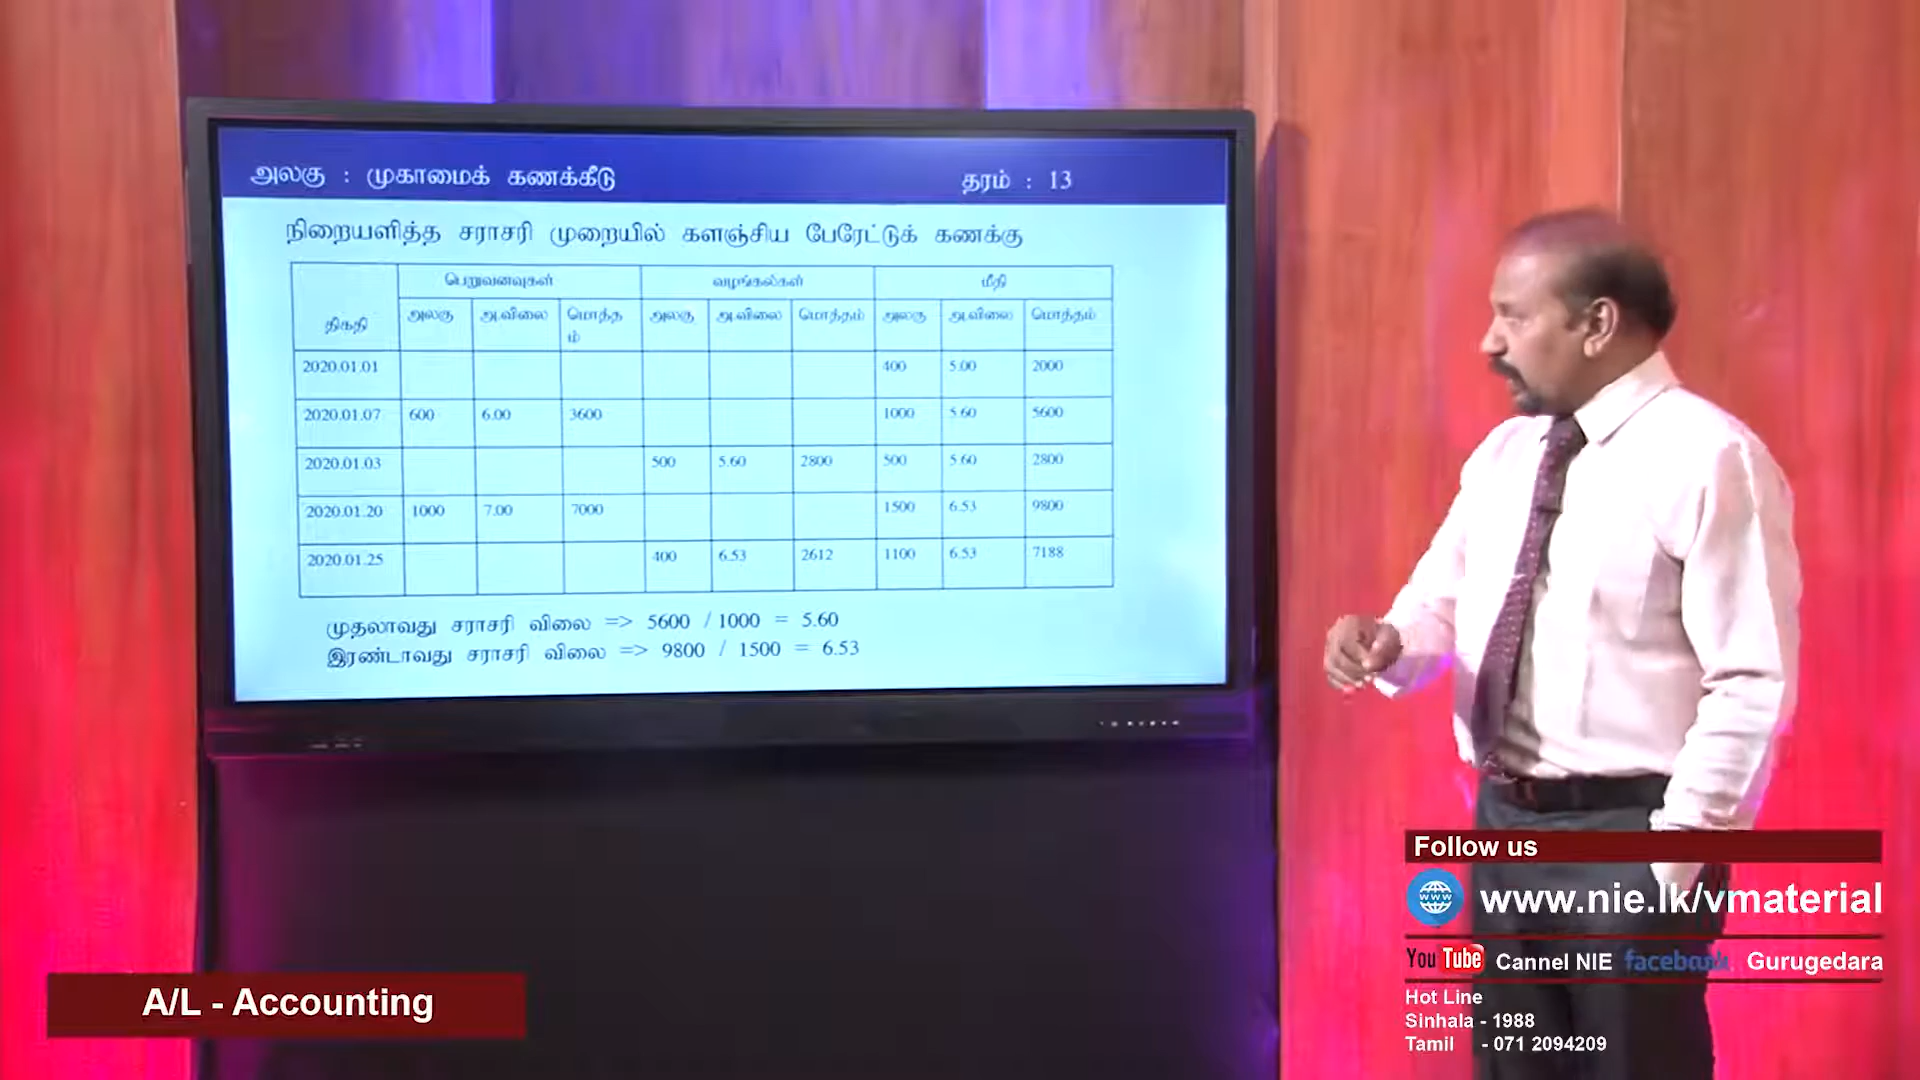 அலகு : முகாமைக் கணக்கீடு தரம் : 13
நிறையளித்த சராசரி முறையில் களஞ்சிய பேரேட்டுக் கணக்கு
திகதி பெறுவனவுகள் வழங்கல்கள் மீதி
அலகு அ.விலை மொத்த அலகு அ.விலை மொத்தம் அலகு அ.விலை மொத்தம்
ம்
2020.01.01 400 5.00 2000
2020.01.07 600 6.00 3600 1000 5.60 5600
2020.01.03 500 5.60 2800 500 5.60 2800
2020.01.20 1000 7.00 7000 1500 6.53 9800
2020.01.25 400 6.53 2612 1100 6.53 7188
முதலாவது சராசரி விலை => 5600 / 1000 = 5.60
இரண்டாவது சராசரி விலை => 9800 / 1500 = 6.53
Follow us
www
www.nie.lk/vmaterial
You Tube Cannel NIE facebook Gurugedara
Hot Line
Sinhala - 1988
Tamil - 071 2094209
A/L - Accounting